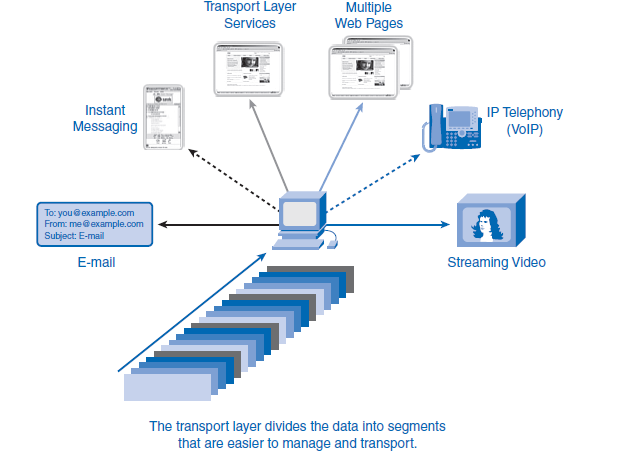 Transport Layer
Services
Multiple
Web Pages
Instant
Messaging
IP Telephony
(VoIP)
To: you@example.com
From: me@example.com
Subject: E-mail
E-mail
Streaming Video
The transport layer divides the data into segments
that are easier to manage and transport.